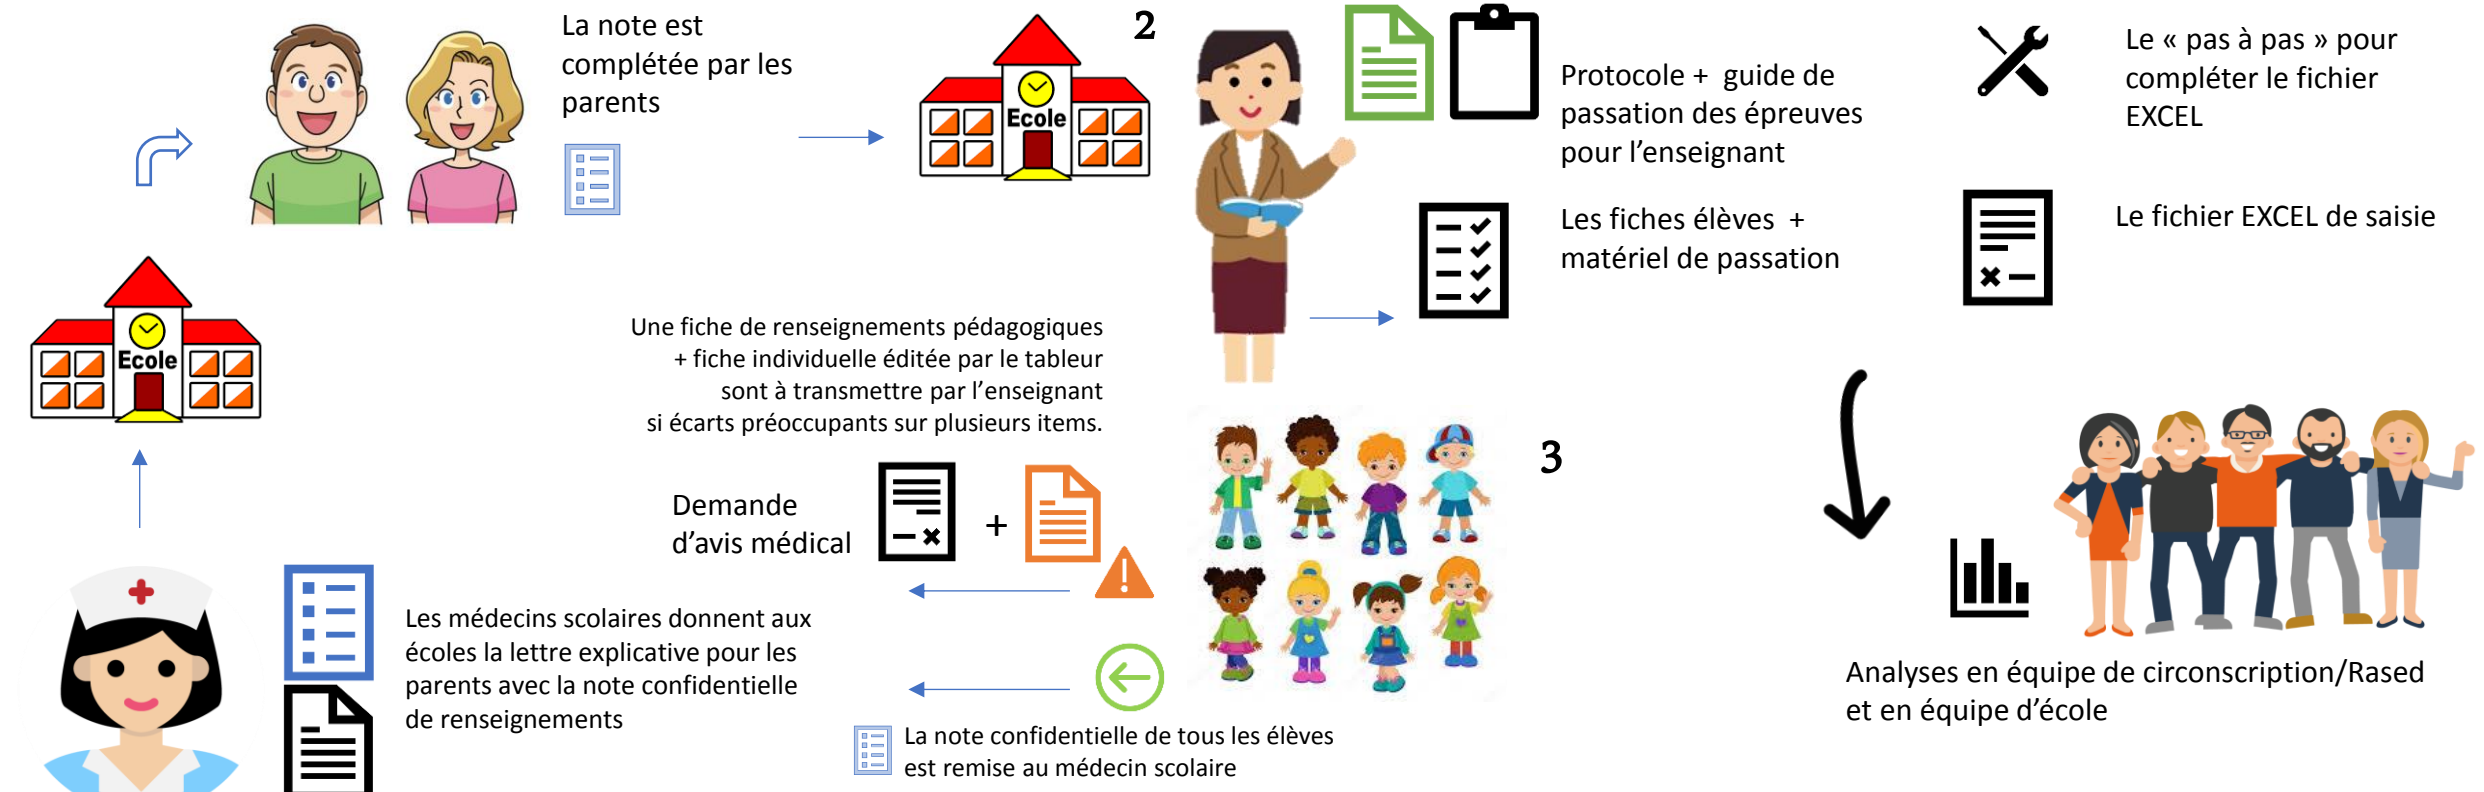 La note est
complétée par les
parents
Ecole
2
Protocole + guide de
passation des épreuves
pour l'enseignant
Les fiches élèves +
matériel de passation
Le « pas à pas » pour
compléter le fichier
EXCEL
Le fichier EXCEL de saisie
Ecole
Une fiche de renseignements pédagogiques
+ fiche individuelle éditée par le tableur
sont à transmettre par l'enseignant
si écarts préoccupants sur plusieurs items.
Demande
d'avis médical
+
3
Les médecins scolaires donnent aux
écoles la lettre explicative pour les
parents avec la note confidentielle
de renseignements
La note confidentielle de tous les élèves
est remise au médecin scolaire
Analyses en équipe de circonscription/Rased
et en équipe d'école